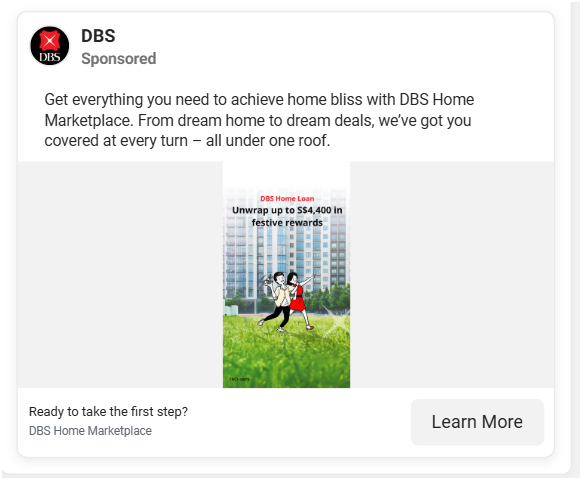 DBS
DBS
Sponsored
Get everything you need to achieve home bliss with DBS Home
Marketplace. From dream home to dream deals, we've got you
covered at every turn – all under one roof.
DBS Home Loan
Unwrap up to S$4,400 in
festive rewards
Ready to take the first step?
DBS Home Marketplace
Learn More